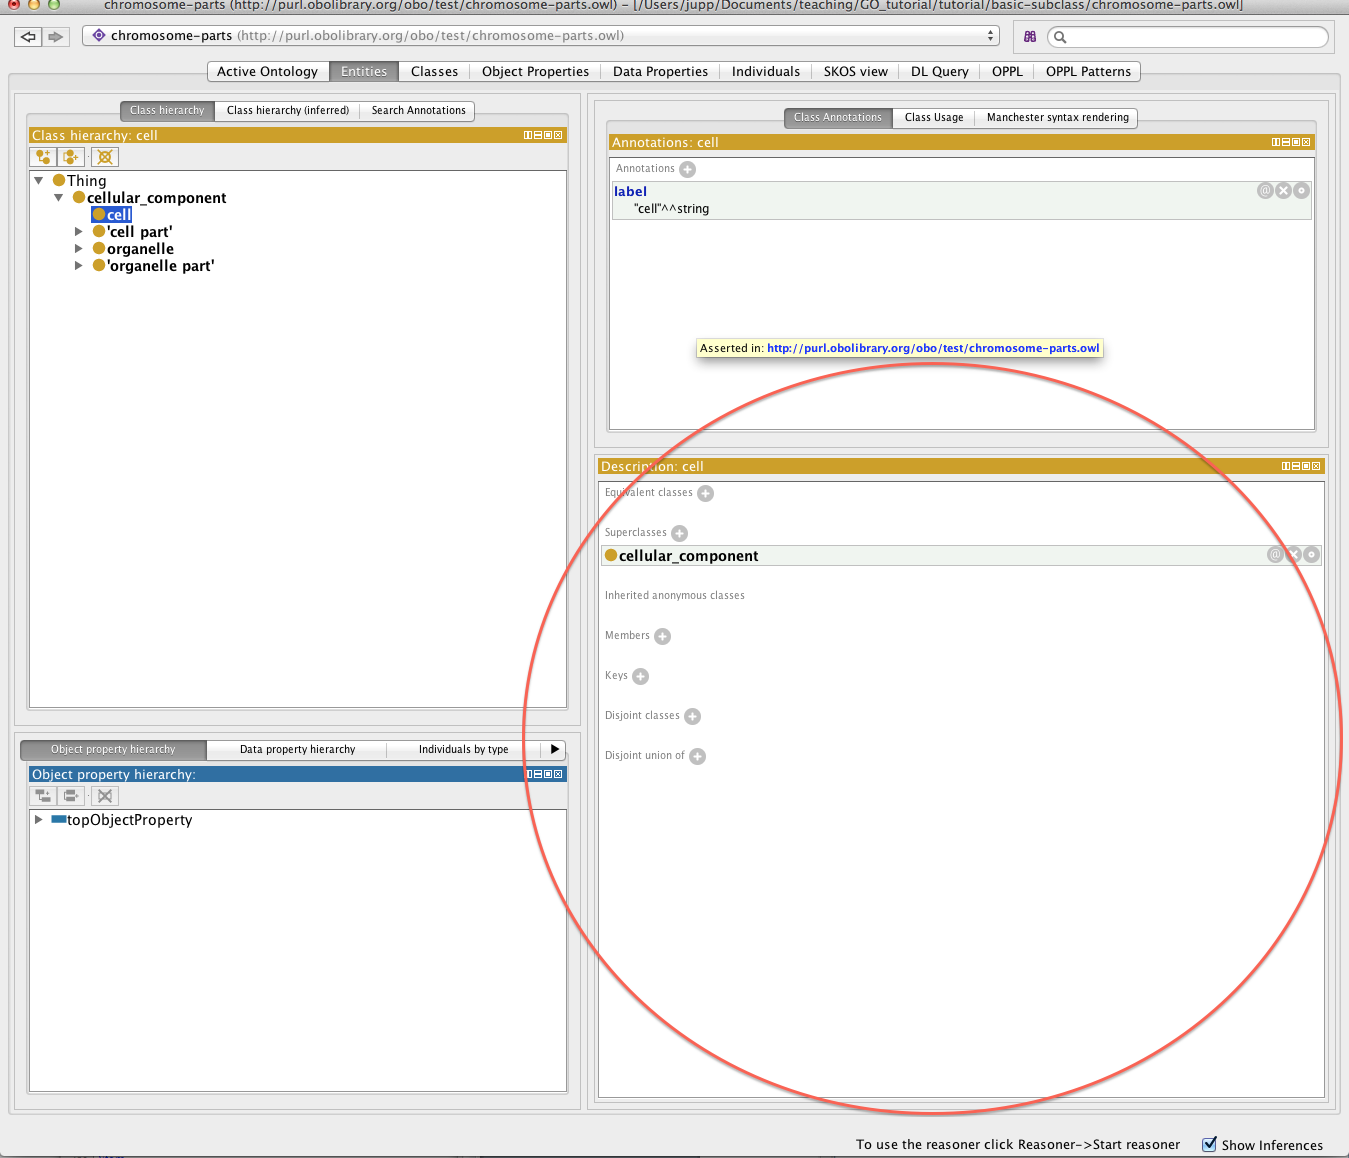 chromosome-parts (http://purl.obolibrary.org/obo/test/chromosome-parts.owl) – [/Users/jupp/Documents/teaching/GO_tutorial/tutorial/basic-subclass/chromosome-parts.owl]
chromosome-parts (http://purl.obolibrary.org/obo/test/chromosome-parts.owl)
Active Ontology Entities Classes Object Properties Data Properties Individuals SKOS view DL Query OPPL OPPL Patterns
Class hierarchy Class hierarchy (inferred) Search Annotations
Class hierarchy: cell
Thing
cellular_component
cell
'cell part'
organelle
'organelle part'
Object property hierarchy Data property hierarchy Individuals by type
Object property hierarchy:
topObjectProperty
Class Annotations Class Usage Manchester syntax rendering
Annotations: cell
Annotations
label
"cell"^^string
Asserted in: http://purl.obolibrary.org/obo/test/chromosome-parts.owl
Description: cell
Equivalent classes
Superclasses
cellular_component
Inherited anonymous classes
Members
Keys
Disjoint classes
Disjoint union of
To use the reasoner click Reasoner->Start reasoner Show Inferences